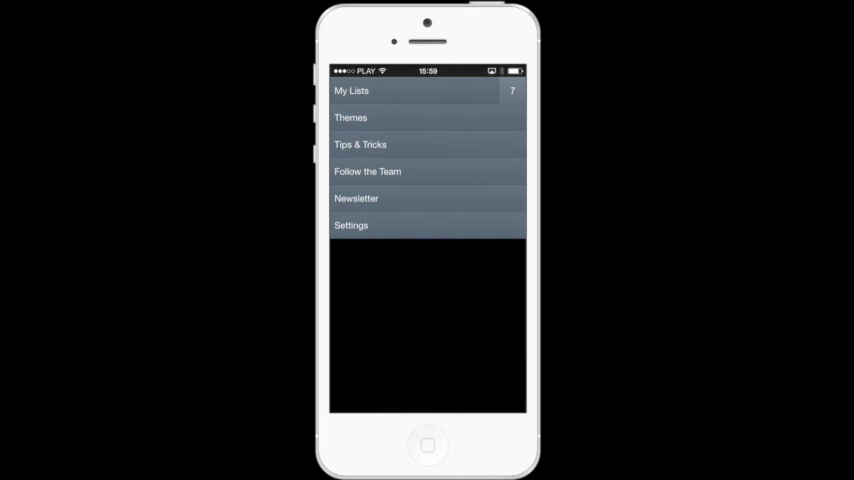 PLAY 15:59
My Lists 7
Themes
Tips & Tricks
Follow the Team
Newsletter
Settings